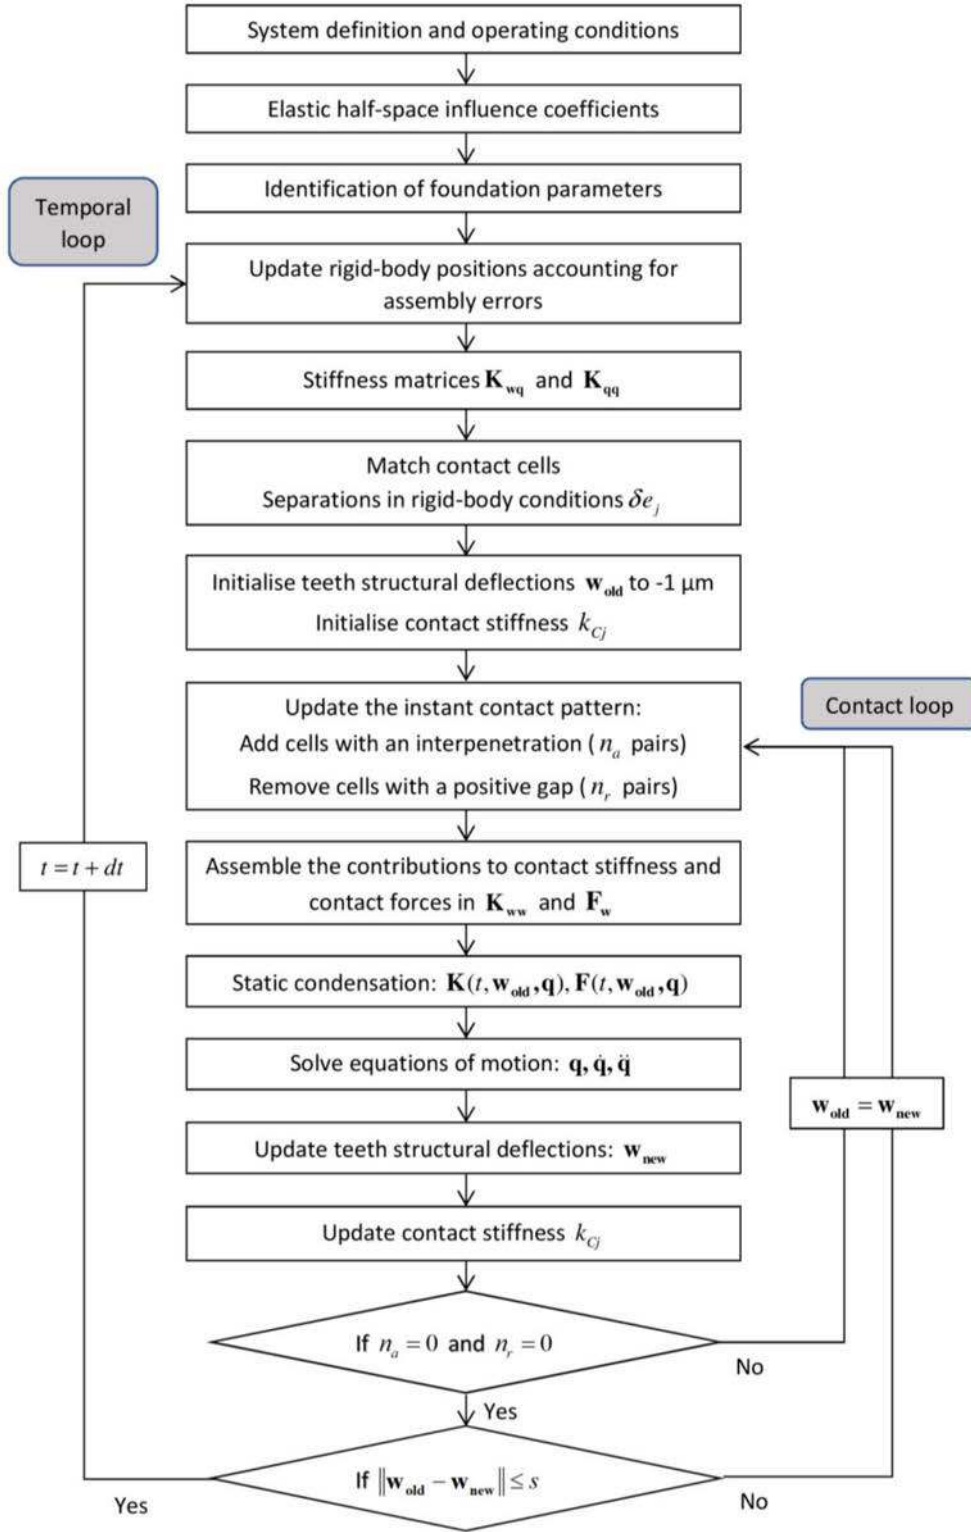 System definition and operating conditions
Elastic half-space influence coefficients
Identification of foundation parameters
Temporal
loop
Update rigid-body positions accounting for
assembly errors
Stiffness matrices K_wq and K_qq
Match contact cells
Separations in rigid-body conditions δe_j
Initialise teeth structural deflections w_old to -1 μm
Initialise contact stiffness k_Cj
Contact loop
Update the instant contact pattern:
Add cells with an interpenetration ( n_a pairs)
Remove cells with a positive gap ( n_r pairs)
t = t + dt
Assemble the contributions to contact stiffness and
contact forces in K_ww and F_w
Static condensation: K(t, w_old, q), F(t, w_old, q)
Solve equations of motion: q, q̇, q̈
w_old = w_new
Update teeth structural deflections: w_new
Update contact stiffness k_Cj
If n_a = 0 and n_r = 0
No
Yes
If ‖w_old − w_new‖ ≤ s
Yes
No